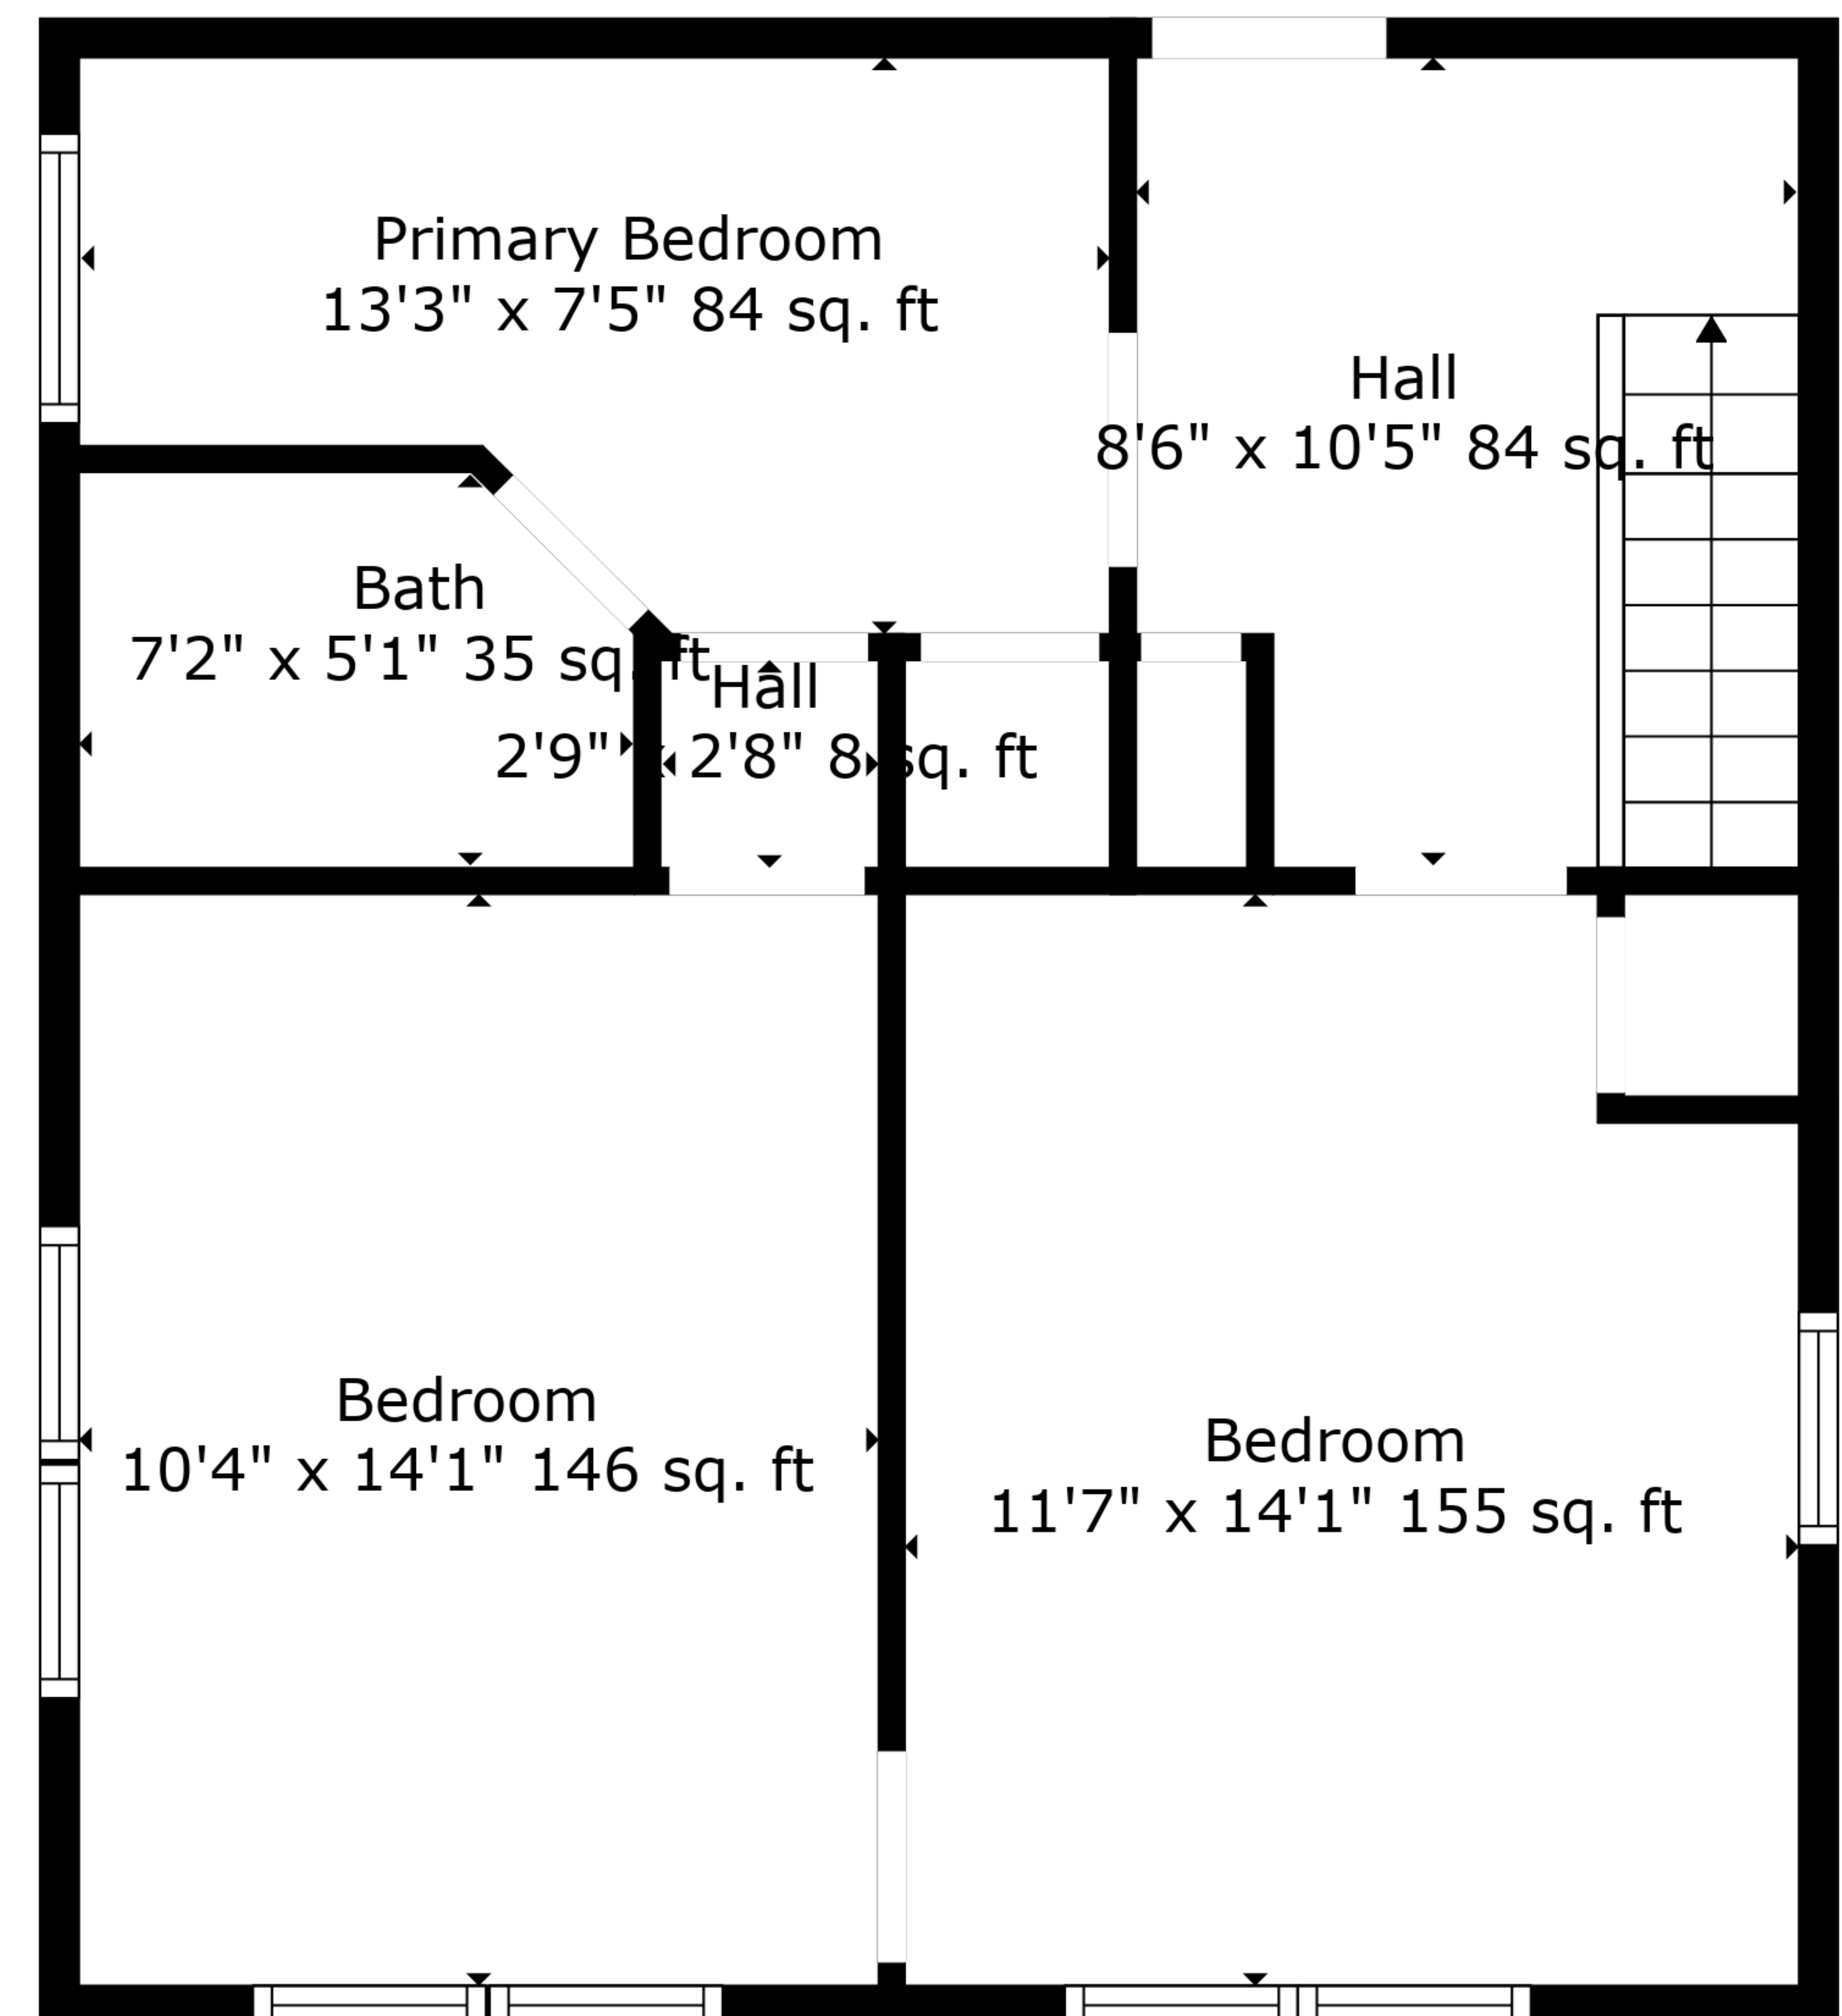 Primary Bedroom
13'3" x 7'5" 84 sq. ft
Hall
8'6" x 10'5" 84 sq. ft
Bath
7'2" x 5'1" 35 sq. ft
Hall
2'9" x 2'8" 8 sq. ft
Bedroom
10'4" x 14'1" 146 sq. ft
Bedroom
11'7" x 14'1" 155 sq. ft